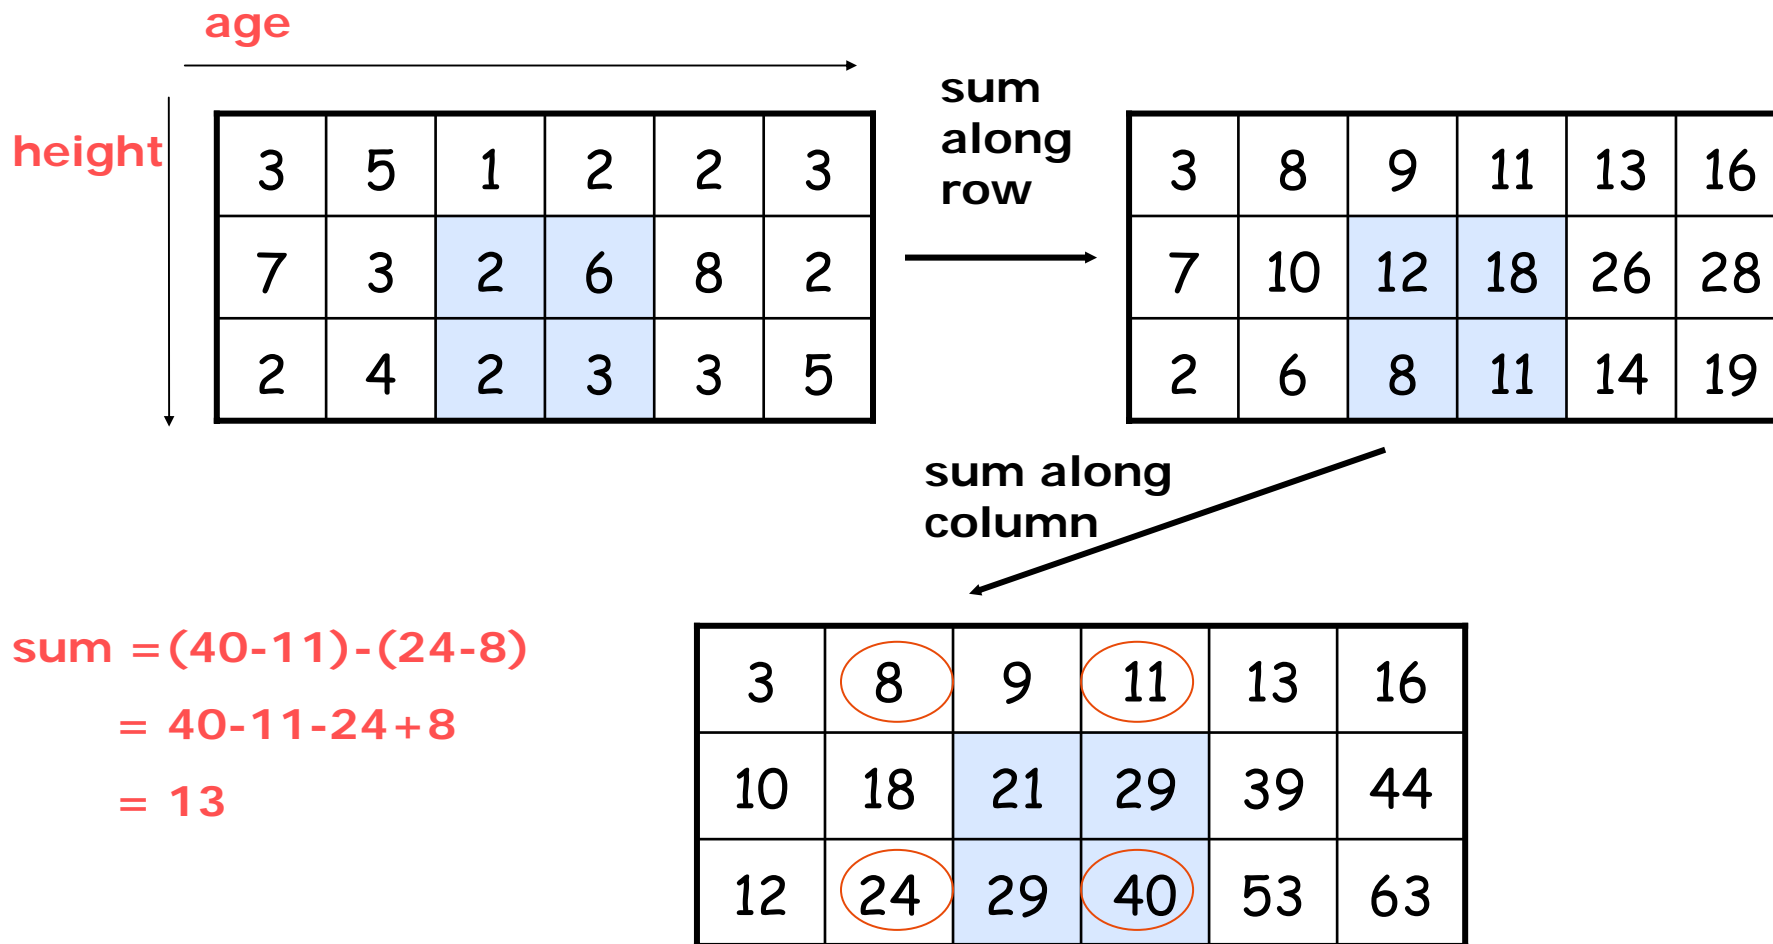 age
height
3 5 1 2 2 3
7 3 2 6 8 2
2 4 2 3 3 5
sum
along
row
3 8 9 11 13 16
7 10 12 18 26 28
2 6 8 11 14 19
sum along
column
sum =(40-11)-(24-8)
= 40-11-24+8
= 13
3 8 9 11 13 16
10 18 21 29 39 44
12 24 29 40 53 63